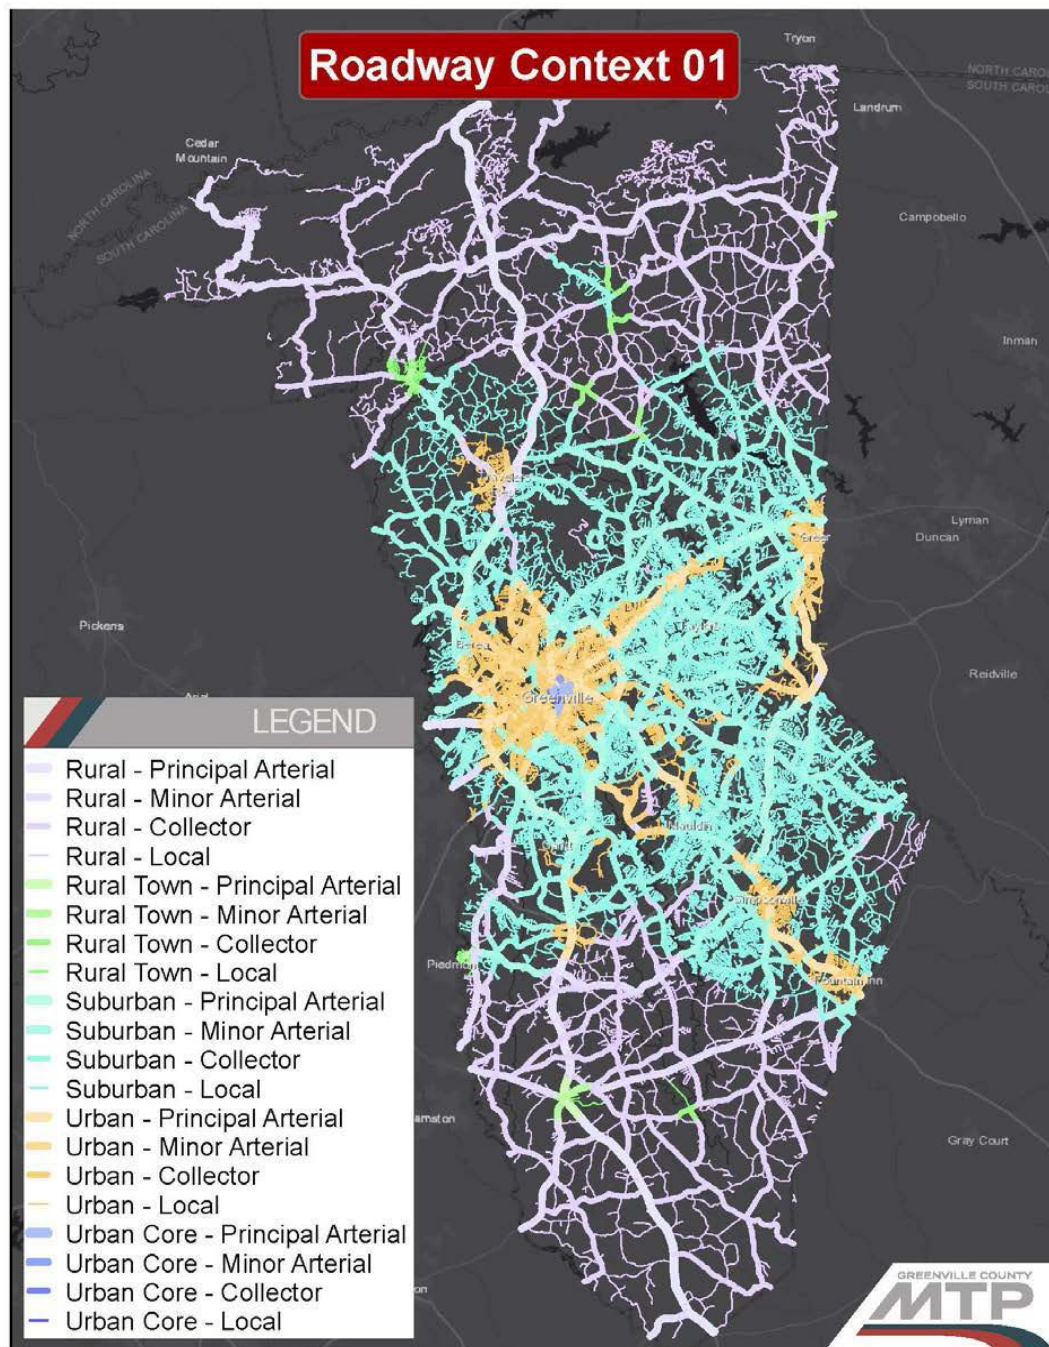 Roadway Context 01
Tryon
NORTH CAROL
SOUTH CAROL
Landrum
Cedar
Mountain
NORTH CAROLINA
SOUTH CAROLINA
Campobello
Inman
Lyman
Greer
Duncan
Pickens
Berea
Reidville
Greenville
Mauldin
Simpsonville
Piedmon
Fountain Inn
Gray Court
LEGEND
Rural - Principal Arterial
Rural - Minor Arterial
Rural - Collector
Rural - Local
Rural Town - Principal Arterial
Rural Town - Minor Arterial
Rural Town - Collector
Rural Town - Local
Suburban - Principal Arterial
Suburban - Minor Arterial
Suburban - Collector
Suburban - Local
Urban - Principal Arterial
Urban - Minor Arterial
Urban - Collector
Urban - Local
Urban Core - Principal Arterial
Urban Core - Minor Arterial
Urban Core - Collector
Urban Core - Local
GREENVILLE COUNTY
MTP